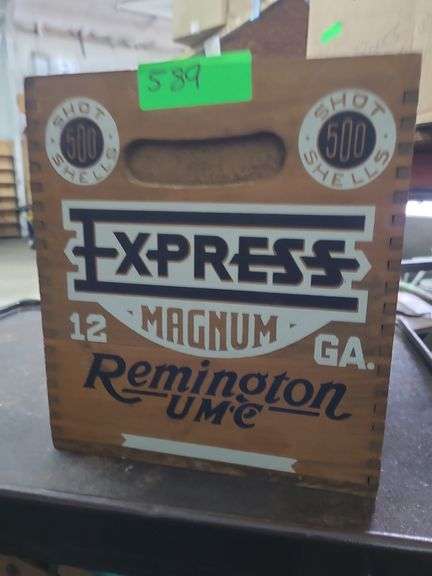 589
SHOT 500 SHELLS
SHOT 500 SHELLS
EXPRESS
MAGNUM
12 GA.
Remington
UMC